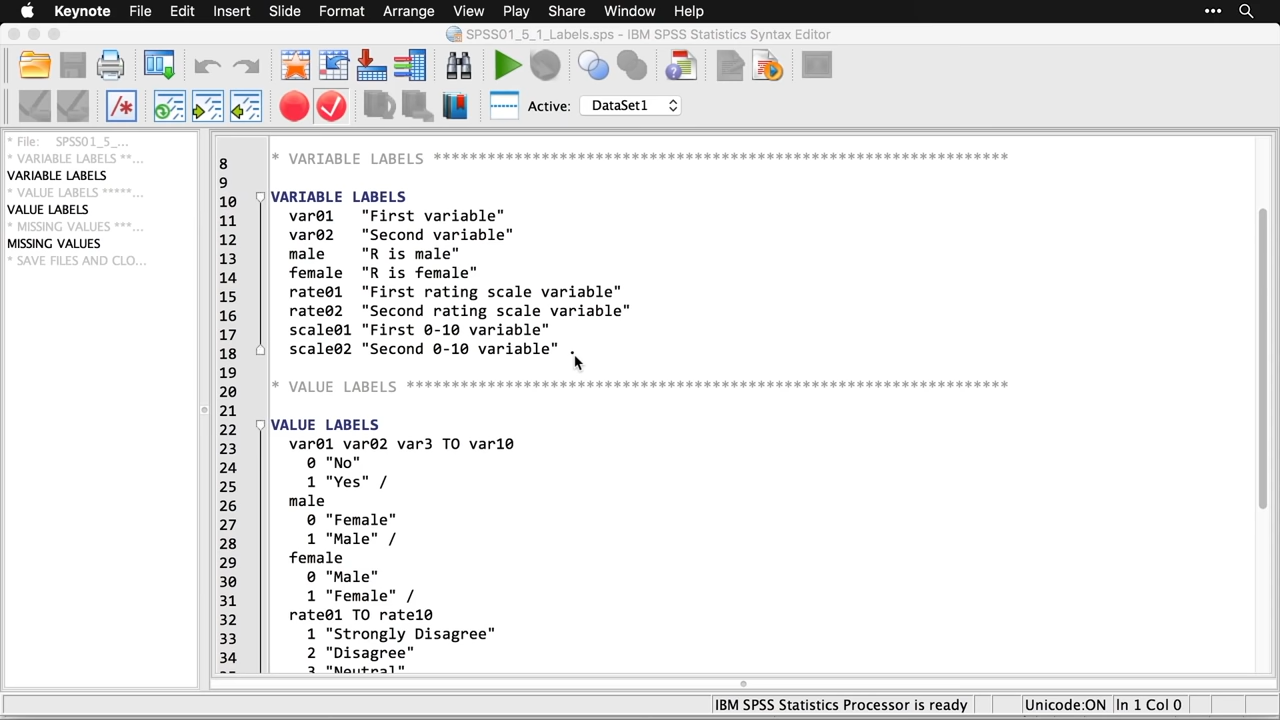 Keynote File Edit Insert Slide Format Arrange View Play Share Window Help
SPSS01_5_1_Labels.sps - IBM SPSS Statistics Syntax Editor
Active: DataSet1
* File: SPSS01_5_...
* VARIABLE LABELS **...
VARIABLE LABELS
* VALUE LABELS *****...
VALUE LABELS
* MISSING VALUES ***...
MISSING VALUES
* SAVE FILES AND CLO...
8 * VARIABLE LABELS ****************************************************************
9
10 VARIABLE LABELS
11 var01 "First variable"
12 var02 "Second variable"
13 male "R is male"
14 female "R is female"
15 rate01 "First rating scale variable"
16 rate02 "Second rating scale variable"
17 scale01 "First 0-10 variable"
18 scale02 "Second 0-10 variable" .
19
20 * VALUE LABELS *******************************************************************
21
22 VALUE LABELS
23 var01 var02 var3 TO var10
24 0 "No"
25 1 "Yes" /
26 male
27 0 "Female"
28 1 "Male" /
29 female
30 0 "Male"
31 1 "Female" /
32 rate01 TO rate10
33 1 "Strongly Disagree"
34 2 "Disagree"
3 "Neutral"
IBM SPSS Statistics Processor is ready Unicode:ON In 1 Col 0